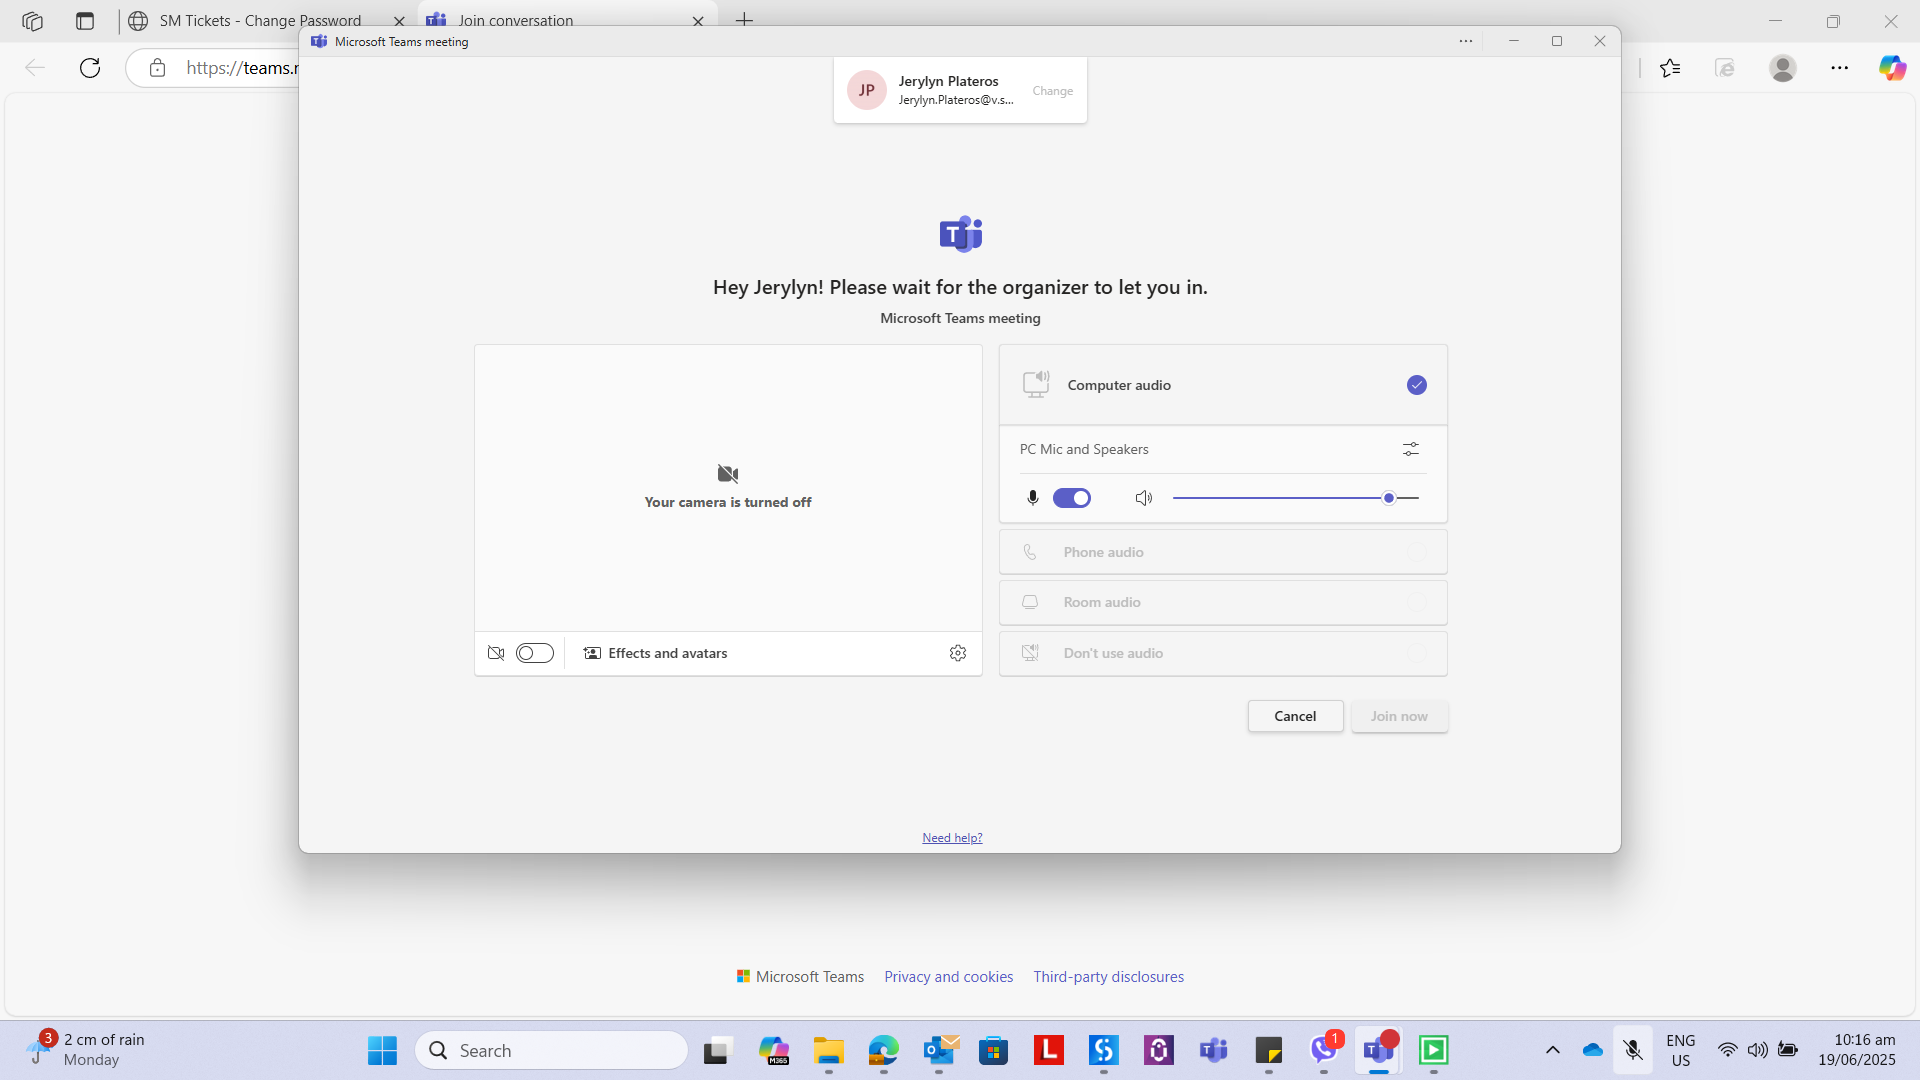 SM Tickets - Change Password
Join conversation
Microsoft Teams meeting
https://teams.r
JP
Jerylyn Plateros
Jerylyn.Plateros@v.s...
Change
Hey Jerylyn! Please wait for the organizer to let you in.
Microsoft Teams meeting
Your camera is turned off
Effects and avatars
Computer audio
PC Mic and Speakers
Phone audio
Room audio
Don't use audio
Cancel
Join now
Need help?
Microsoft Teams
Privacy and cookies
Third-party disclosures
3
2 cm of rain
Monday
Search
M365
1
ENG
US
10:16 am
19/06/2025